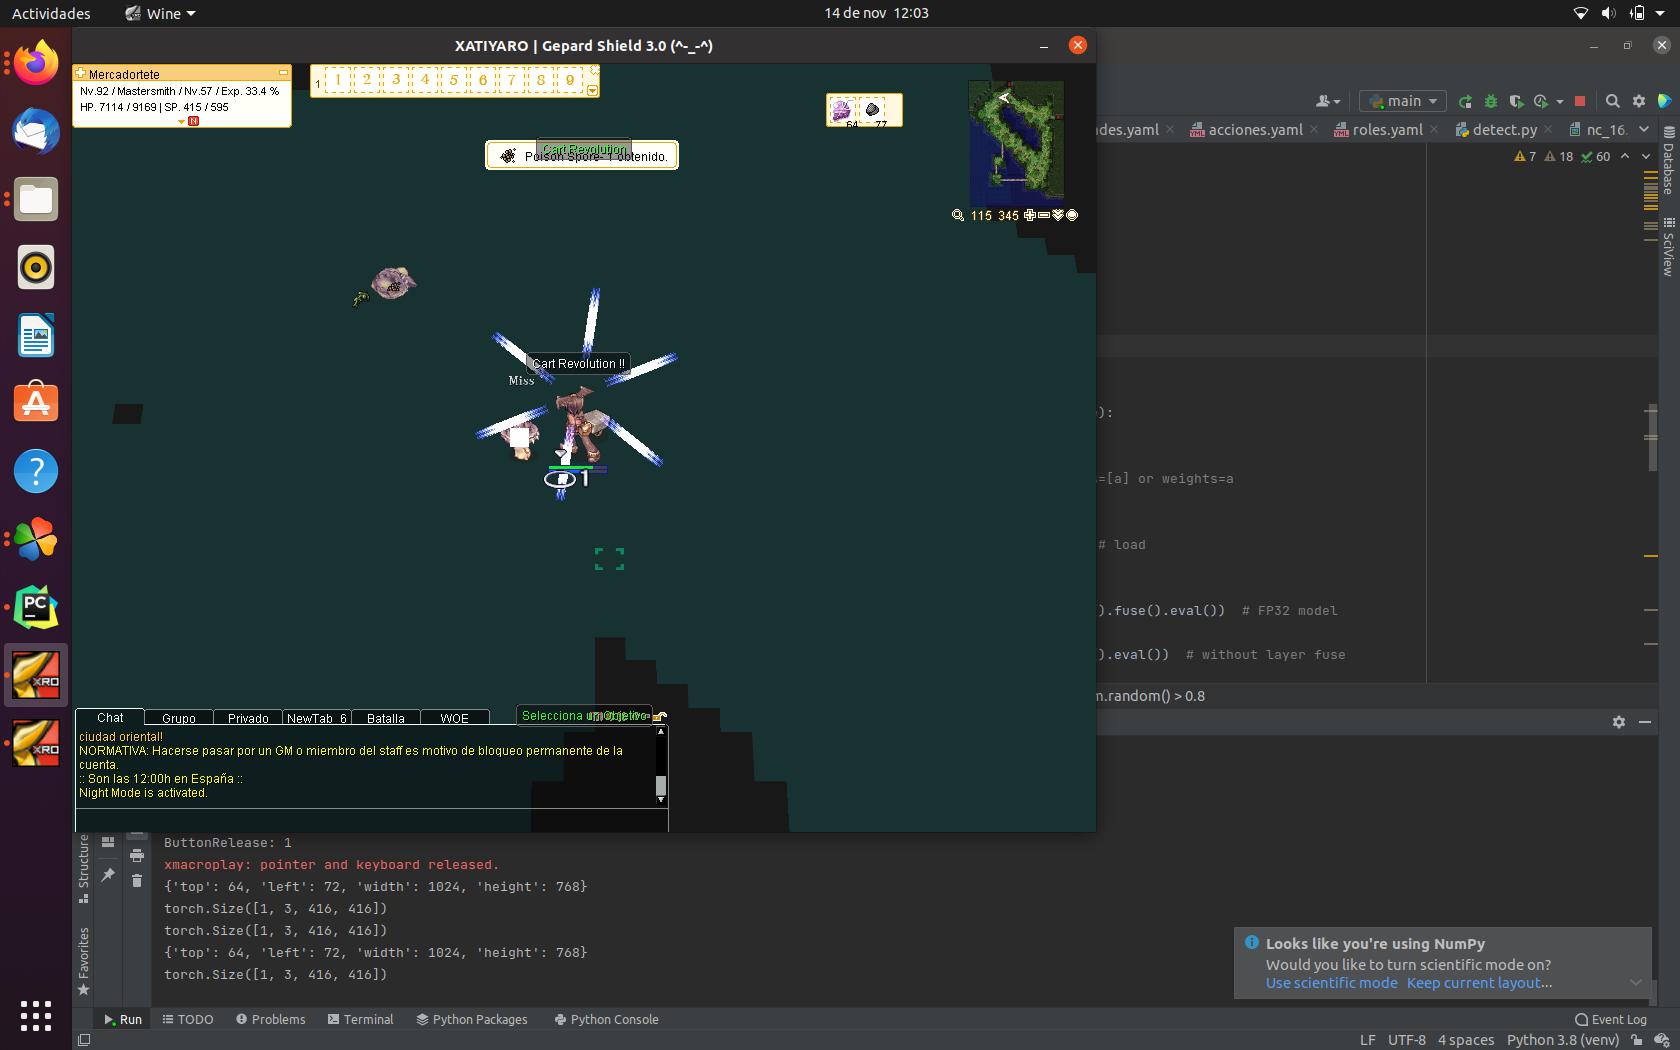 Actividades
Wine
14 de nov 12:03
XATIYARO | Gepard Shield 3.0 (^-_-^)
Mercadortete
Nv.92 / Mastersmith / Nv.57 / Exp. 33.4 %
HP. 7114 / 9169 | SP. 415 / 595
N
1 1 2 3 4 5 6 7 8 9
64 77
Cart Revolution
Poison Spore- 1 obtenido.
115 345
Cart Revolution !!
Miss
1
Chat
Grupo
Privado
NewTab_6
Batalla
WOE
Selecciona un objetivo
ciudad oriental!
NORMATIVA: Hacerse pasar por un GM o miembro del staff es motivo de bloqueo permanente de la
cuenta.
:: Son las 12:00h en España ::
Night Mode is activated.
main
des.yaml
acciones.yaml
roles.yaml
detect.py
nc_16.
7 18 60
Database
SciView
):
=[a] or weights=a
# load
).fuse().eval()) # FP32 model
).eval()) # without layer fuse
m.random() > 0.8
PC
XRO
XRO
Structure
Favorites
ButtonRelease: 1
xmacroplay: pointer and keyboard released.
{'top': 64, 'left': 72, 'width': 1024, 'height': 768}
torch.Size([1, 3, 416, 416])
torch.Size([1, 3, 416, 416])
{'top': 64, 'left': 72, 'width': 1024, 'height': 768}
torch.Size([1, 3, 416, 416])
Looks like you're using NumPy
Would you like to turn scientific mode on?
Use scientific mode Keep current layout...
Run
TODO
Problems
Terminal
Python Packages
Python Console
Event Log
LF UTF-8 4 spaces Python 3.8 (venv)